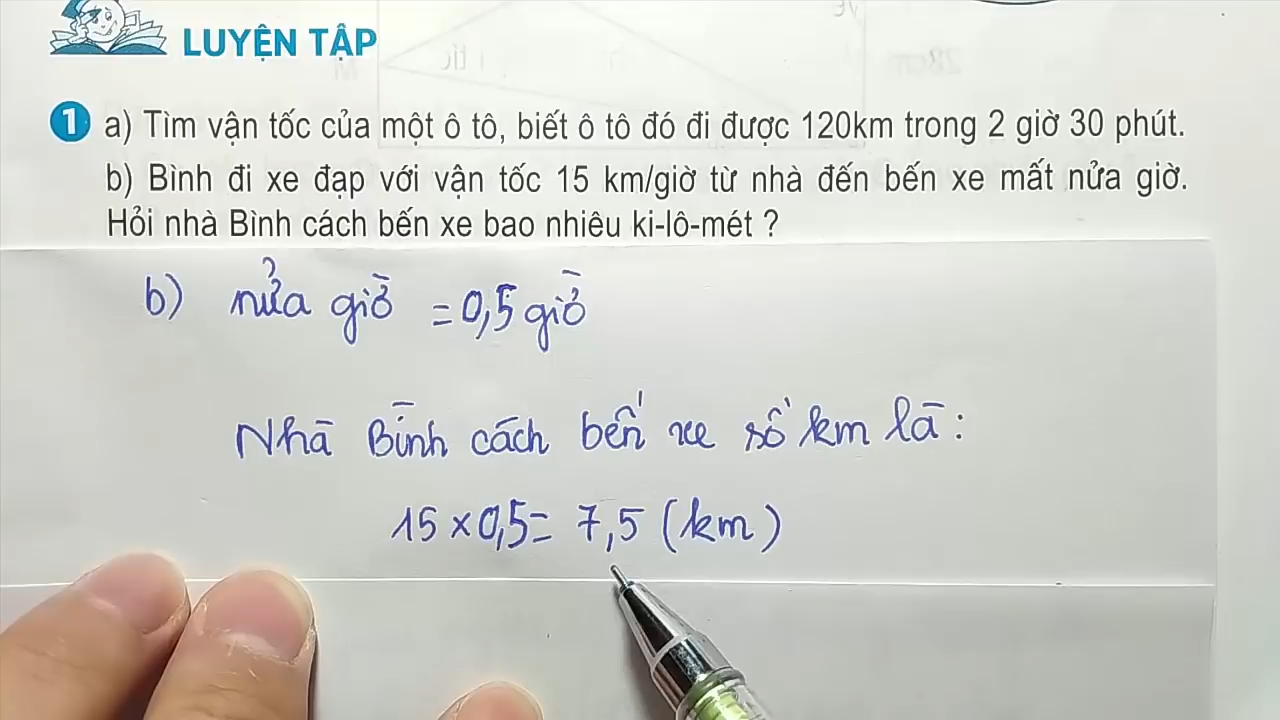 LUYỆN TẬP
1 a) Tìm vận tốc của một ô tô, biết ô tô đó đi được 120km trong 2 giờ 30 phút.
b) Bình đi xe đạp với vận tốc 15 km/giờ từ nhà đến bến xe mất nửa giờ.
Hỏi nhà Bình cách bến xe bao nhiêu ki-lô-mét ?
b) nửa giờ = 0,5 giờ
Nhà Bình cách bến xe số km là:
15 x 0,5 = 7,5 (km)